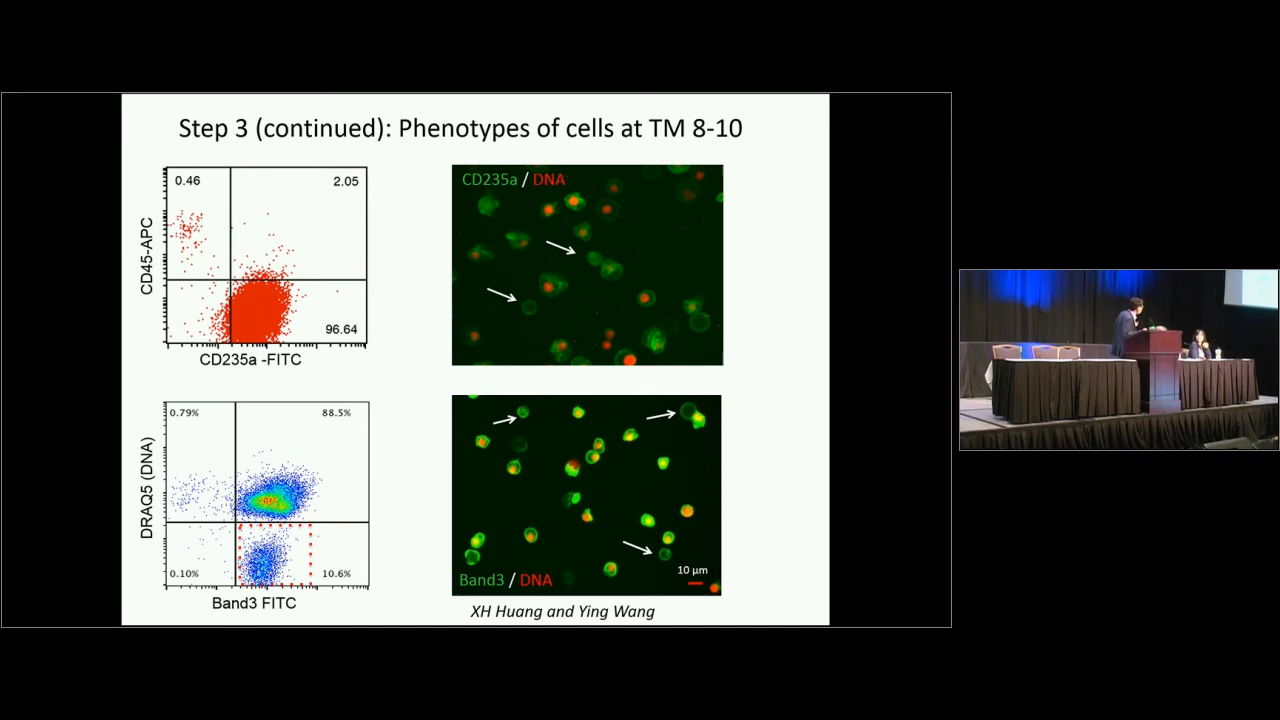 Step 3 (continued): Phenotypes of cells at TM 8-10
0.46
2.05
96.64
CD45-APC
CD235a -FITC
CD235a / DNA
0.79%
88.5%
0.10%
10.6%
DRAQ5 (DNA)
Band3 FITC
10 µm
Band3 / DNA
XH Huang and Ying Wang